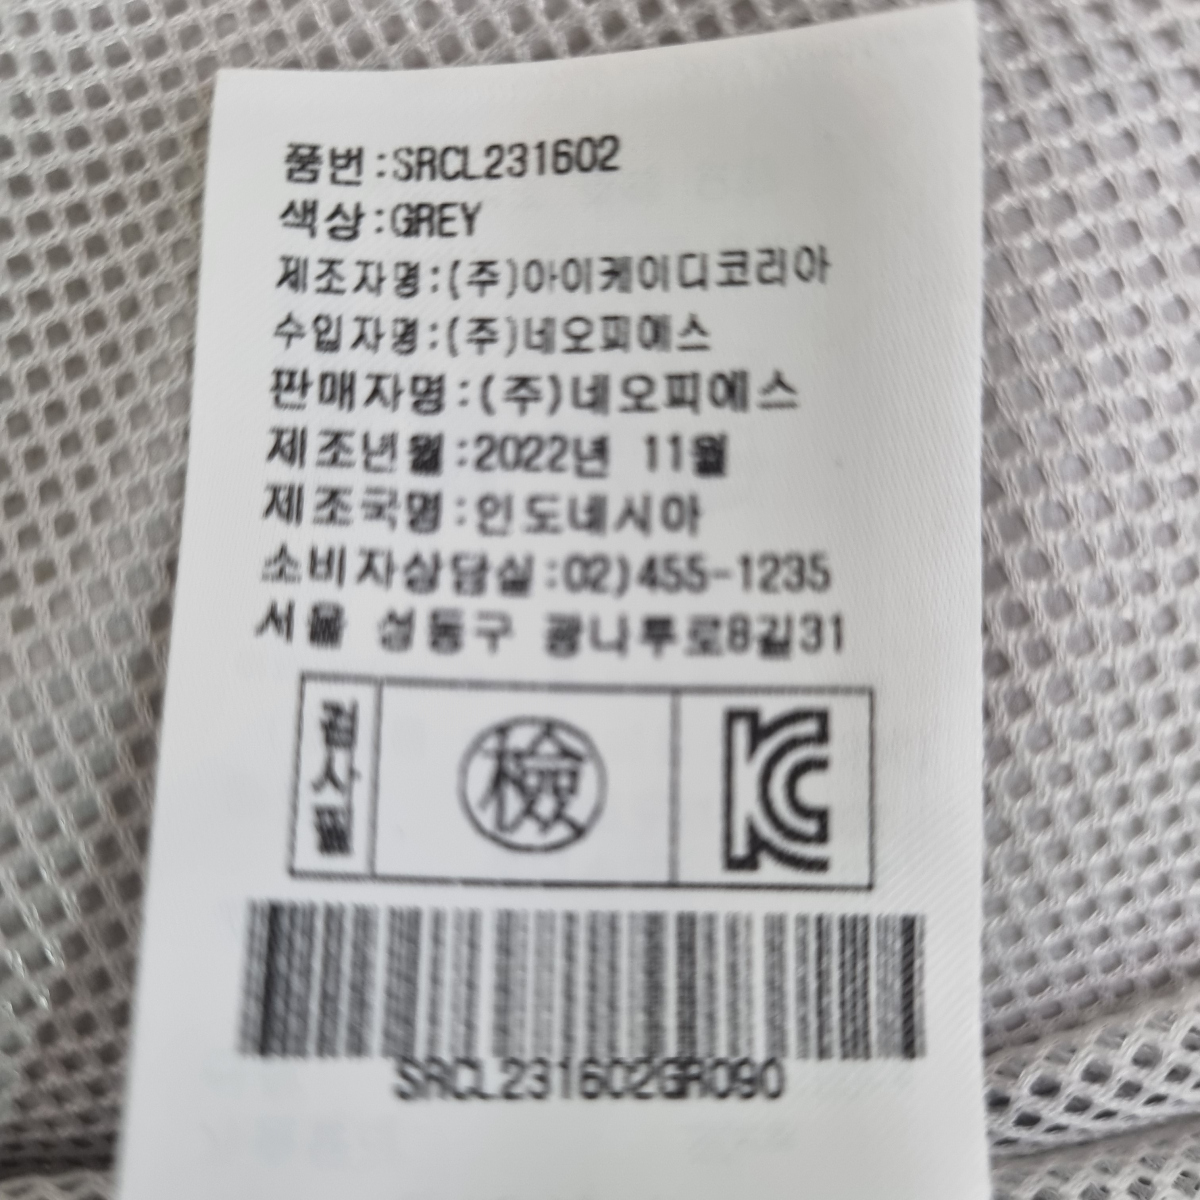 품번:SRCL231602
색상:GREY
제조자명:(주)아이케이디코리아
수입자명:(주)네오피에스
판매자명:(주)네오피에스
제조년월:2022년 11월
제조국명:인도네시아
소비자상담실:02)455-1235
서울 성동구 광나루로8길31
검사필
檢
KC
SRCL231602GR090